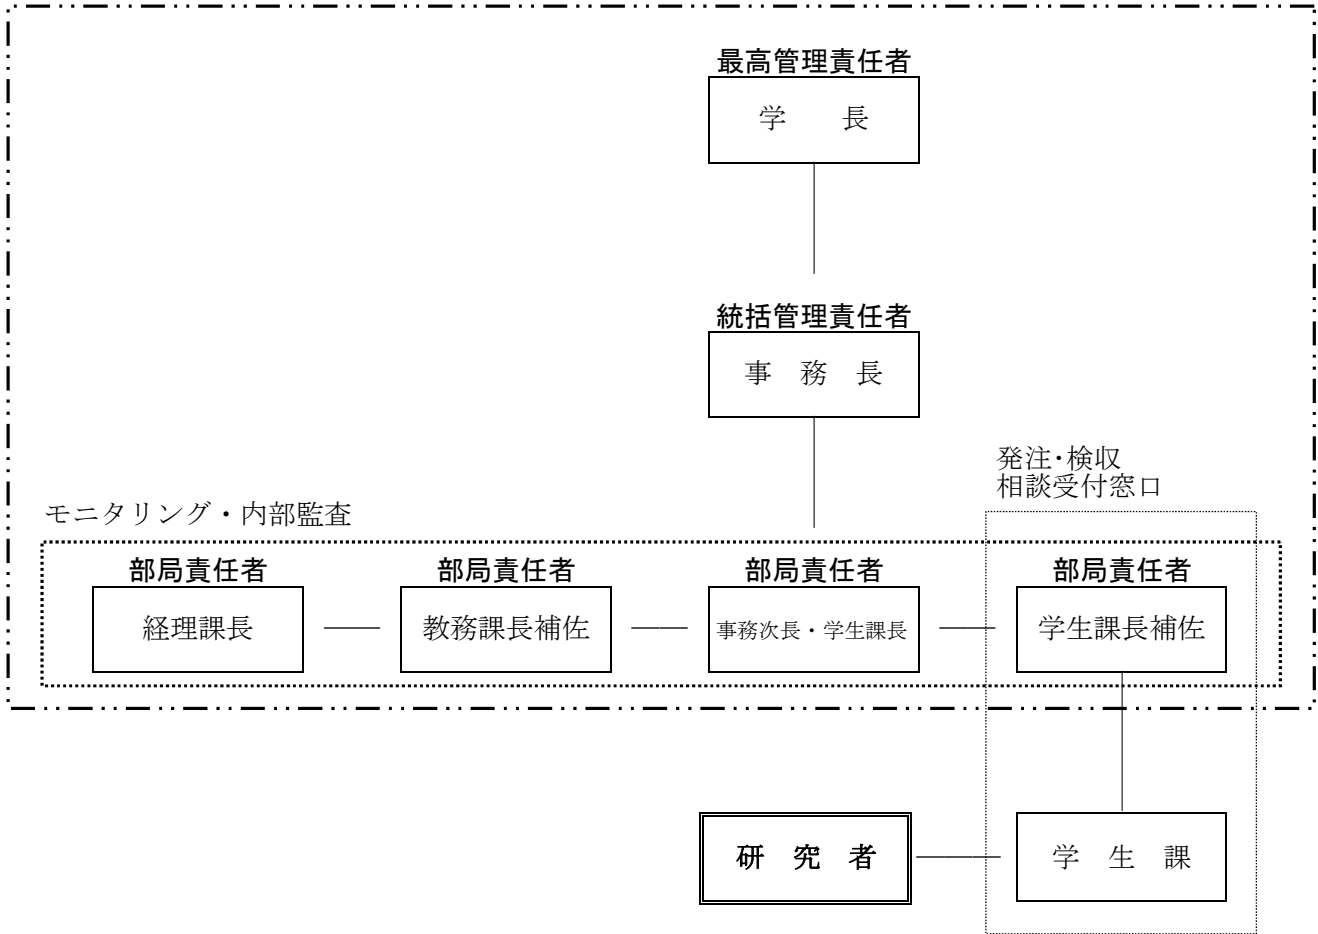 最高管理責任者
学　　長
統括管理責任者
事　務　長
発注･検収
相談受付窓口
モニタリング・内部監査
部局責任者
経理課長
部局責任者
教務課長補佐
部局責任者
事務次長・学生課長
部局責任者
学生課長補佐
研　究　者
学　生　課